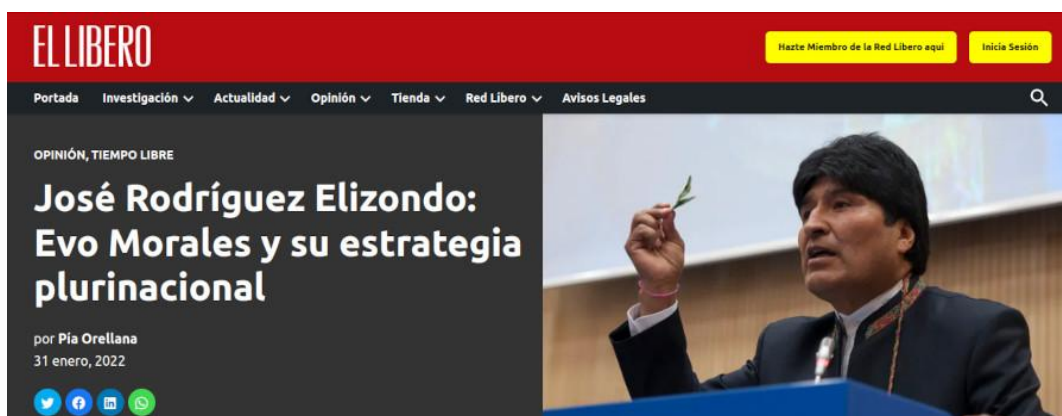 EL LIBERO
Hazte Miembro de la Red Libero aquí
Inicia Sesión
Portada
Investigación
Actualidad
Opinión
Tienda
Red Líbero
Avisos Legales
OPINIÓN, TIEMPO LIBRE
José Rodríguez Elizondo:
Evo Morales y su estrategia
plurinacional
por Pía Orellana
31 enero, 2022